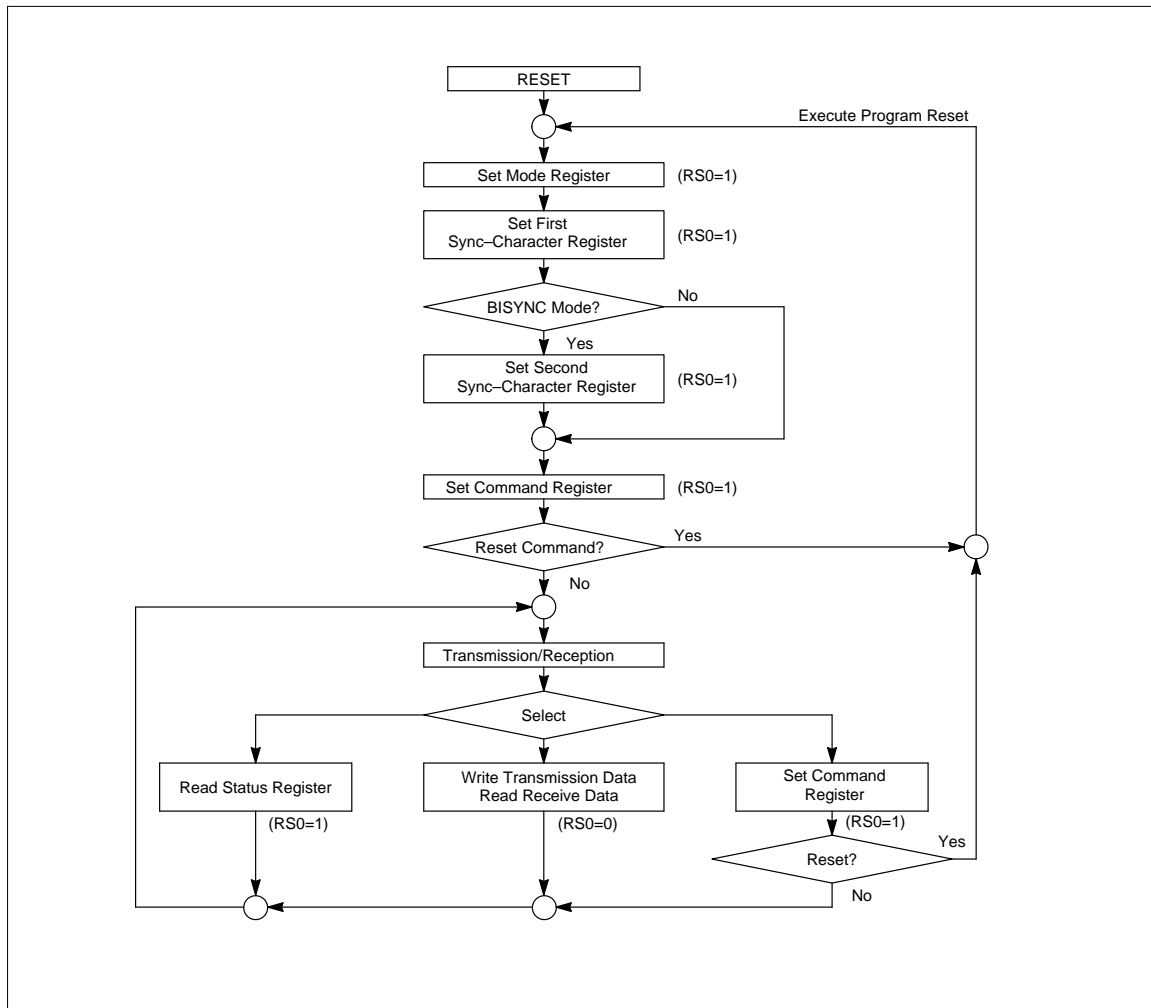 RESET
Execute Program Reset
Set Mode Register
(RS0=1)
Set First
Sync–Character Register
(RS0=1)
BISYNC Mode?
No
Yes
Set Second
Sync–Character Register
(RS0=1)
Set Command Register
(RS0=1)
Reset Command?
Yes
No
Transmission/Reception
Select
Read Status Register
(RS0=1)
Write Transmission Data
Read Receive Data
(RS0=0)
Set Command
Register
(RS0=1)
Reset?
Yes
No